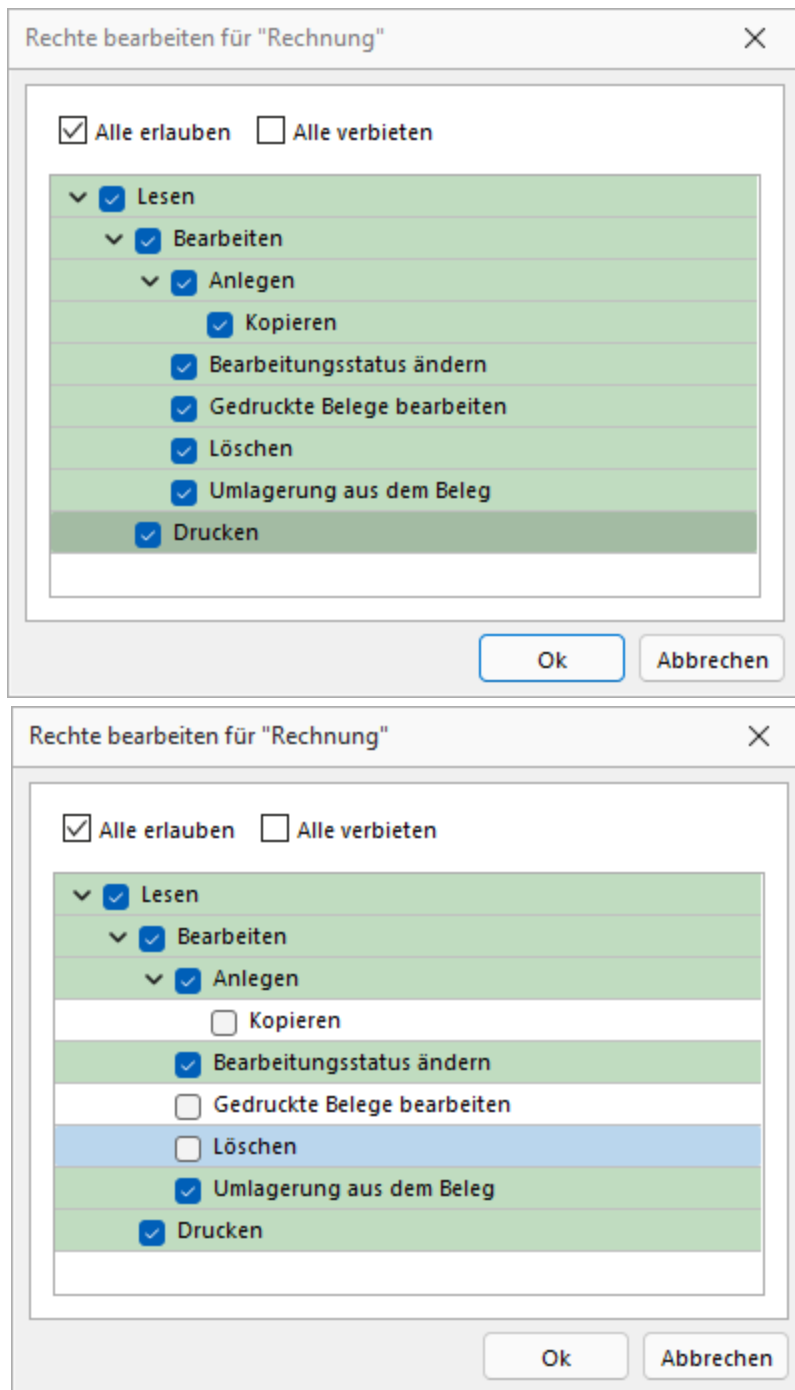 Rechte bearbeiten für "Rechnung"
Alle erlauben Alle verbieten
Lesen
Bearbeiten
Anlegen
Kopieren
Bearbeitungsstatus ändern
Gedruckte Belege bearbeiten
Löschen
Umlagerung aus dem Beleg
Drucken
Ok Abbrechen
Rechte bearbeiten für "Rechnung"
Alle erlauben Alle verbieten
Lesen
Bearbeiten
Anlegen
Kopieren
Bearbeitungsstatus ändern
Gedruckte Belege bearbeiten
Löschen
Umlagerung aus dem Beleg
Drucken
Ok Abbrechen